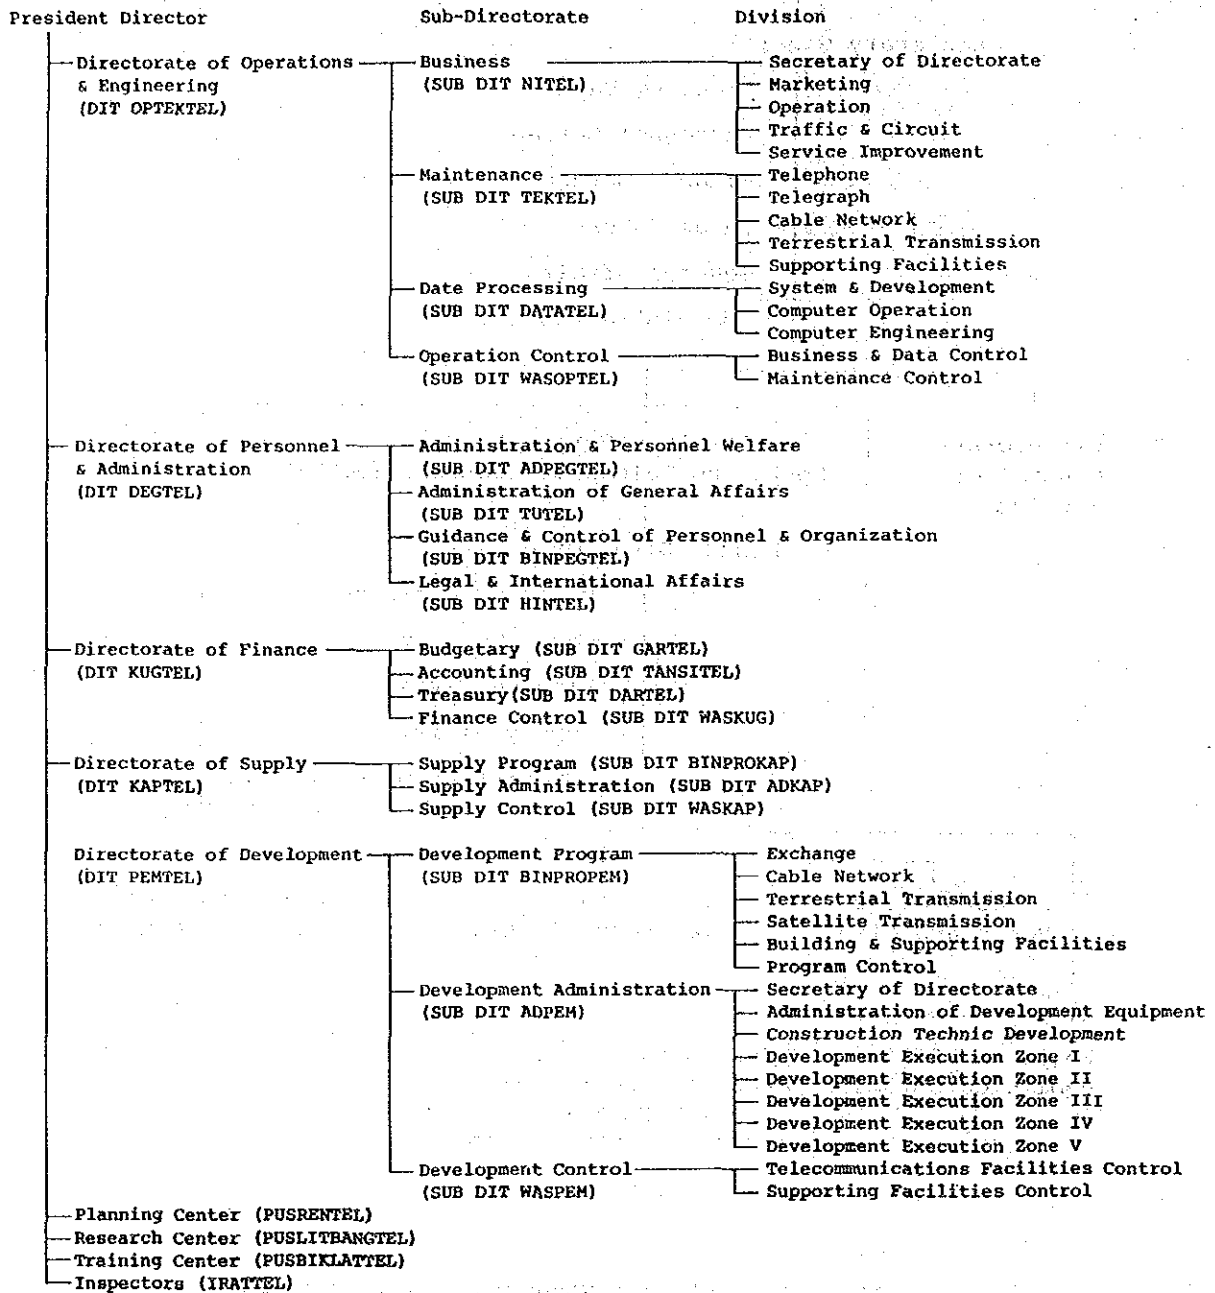 President Director Sub-Directorate Division
Directorate of Operations Business Secretary of Directorate
& Engineering (SUB DIT NITEL) Marketing
(DIT OPTEKTEL) Operation
Traffic & Circuit
Service Improvement
Maintenance Telephone
(SUB DIT TEKTEL) Telegraph
Cable Network
Terrestrial Transmission
Supporting Facilities
Date Processing System & Development
(SUB DIT DATATEL) Computer Operation
Computer Engineering
Operation Control Business & Data Control
(SUB DIT WASOPTEL) Maintenance Control
Directorate of Personnel Administration & Personnel Welfare
& Administration (SUB DIT ADPEGTEL)
(DIT DEGTEL) Administration of General Affairs
(SUB DIT TUTEL)
Guidance & Control of Personnel & Organization
(SUB DIT BINPEGTEL)
Legal & International Affairs
(SUB DIT HINTEL)
Directorate of Finance Budgetary (SUB DIT GARTEL)
(DIT KUGTEL) Accounting (SUB DIT TANSITEL)
Treasury(SUB DIT DARTEL)
Finance Control (SUB DIT WASKUG)
Directorate of Supply Supply Program (SUB DIT BINPROKAP)
(DIT KAPTEL) Supply Administration (SUB DIT ADKAP)
Supply Control (SUB DIT WASKAP)
Directorate of Development Development Program Exchange
(DIT PEMTEL) (SUB DIT BINPROPEM) Cable Network
Terrestrial Transmission
Satellite Transmission
Building & Supporting Facilities
Program Control
Development Administration Secretary of Directorate
(SUB DIT ADPEM) Administration of Development Equipment
Construction Technic Development
Development Execution Zone I
Development Execution Zone II
Development Execution Zone III
Development Execution Zone IV
Development Execution Zone V
Development Control Telecommunications Facilities Control
(SUB DIT WASPEM) Supporting Facilities Control
Planning Center (PUSRENTEL)
Research Center (PUSLITBANGTEL)
Training Center (PUSBIKLATTEL)
Inspectors (IRATTEL)